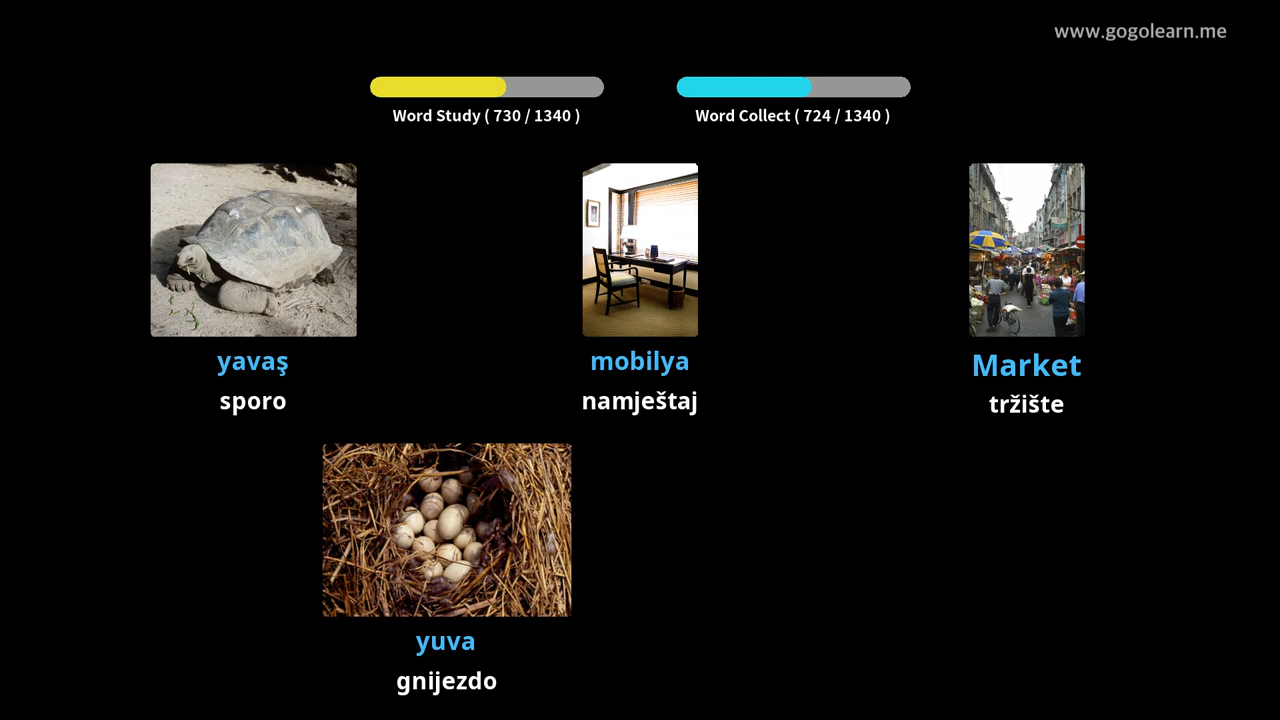 www.gogolearn.me
Word Study ( 730 / 1340 )
Word Collect ( 724 / 1340 )
yavaş
sporo
mobilya
namještaj
Market
tržište
yuva
gnijezdo